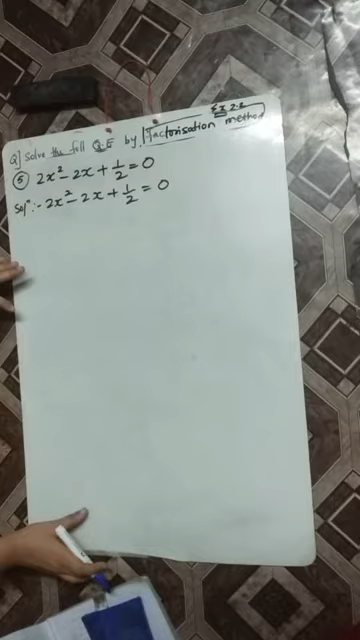 Ex 2.2
Q] Solve the foll Q.E by Factorisation method
⑤ 2x² - 2x + 1/2 = 0
Solⁿ :- 2x² - 2x + 1/2 = 0